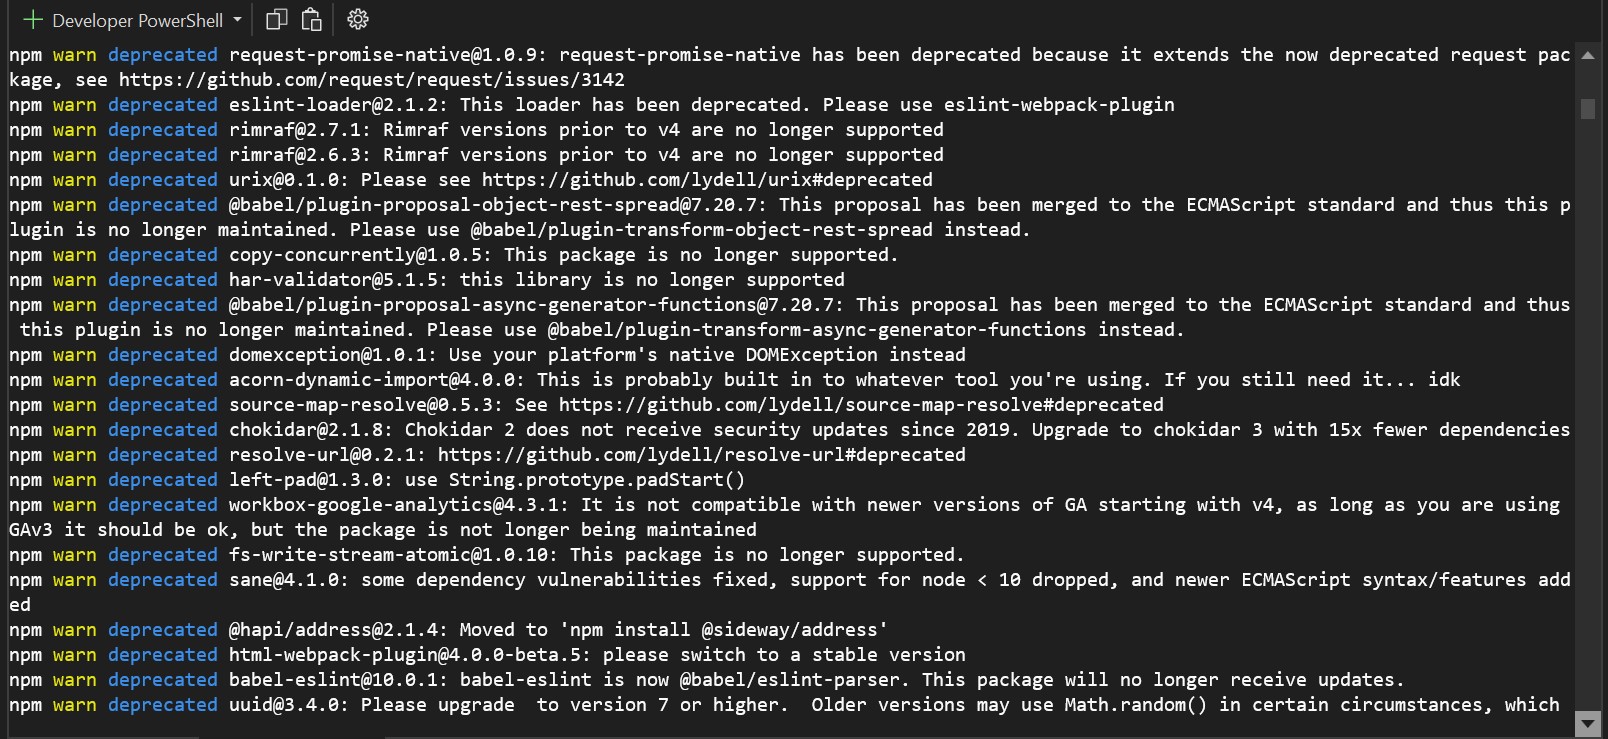 Developer PowerShell
npm warn deprecated request-promise-native@1.0.9: request-promise-native has been deprecated because it extends the now deprecated request pac
kage, see https://github.com/request/request/issues/3142
npm warn deprecated eslint-loader@2.1.2: This loader has been deprecated. Please use eslint-webpack-plugin
npm warn deprecated rimraf@2.7.1: Rimraf versions prior to v4 are no longer supported
npm warn deprecated rimraf@2.6.3: Rimraf versions prior to v4 are no longer supported
npm warn deprecated urix@0.1.0: Please see https://github.com/lydell/urix#deprecated
npm warn deprecated @babel/plugin-proposal-object-rest-spread@7.20.7: This proposal has been merged to the ECMAScript standard and thus this p
lugin is no longer maintained. Please use @babel/plugin-transform-object-rest-spread instead.
npm warn deprecated copy-concurrently@1.0.5: This package is no longer supported.
npm warn deprecated har-validator@5.1.5: this library is no longer supported
npm warn deprecated @babel/plugin-proposal-async-generator-functions@7.20.7: This proposal has been merged to the ECMAScript standard and thus
 this plugin is no longer maintained. Please use @babel/plugin-transform-async-generator-functions instead.
npm warn deprecated domexception@1.0.1: Use your platform's native DOMException instead
npm warn deprecated acorn-dynamic-import@4.0.0: This is probably built in to whatever tool you're using. If you still need it... idk
npm warn deprecated source-map-resolve@0.5.3: See https://github.com/lydell/source-map-resolve#deprecated
npm warn deprecated chokidar@2.1.8: Chokidar 2 does not receive security updates since 2019. Upgrade to chokidar 3 with 15x fewer dependencies
npm warn deprecated resolve-url@0.2.1: https://github.com/lydell/resolve-url#deprecated
npm warn deprecated left-pad@1.3.0: use String.prototype.padStart()
npm warn deprecated workbox-google-analytics@4.3.1: It is not compatible with newer versions of GA starting with v4, as long as you are using
GAv3 it should be ok, but the package is not longer being maintained
npm warn deprecated fs-write-stream-atomic@1.0.10: This package is no longer supported.
npm warn deprecated sane@4.1.0: some dependency vulnerabilities fixed, support for node < 10 dropped, and newer ECMAScript syntax/features add
ed
npm warn deprecated @hapi/address@2.1.4: Moved to 'npm install @sideway/address'
npm warn deprecated html-webpack-plugin@4.0.0-beta.5: please switch to a stable version
npm warn deprecated babel-eslint@10.0.1: babel-eslint is now @babel/eslint-parser. This package will no longer receive updates.
npm warn deprecated uuid@3.4.0: Please upgrade  to version 7 or higher.  Older versions may use Math.random() in certain circumstances, which